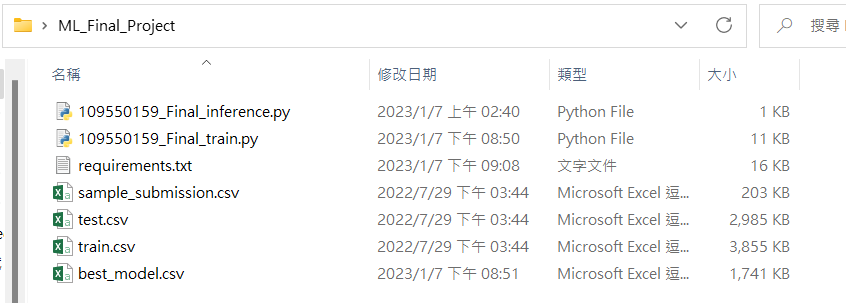 ML_Final_Project 搜尋
名稱 修改日期 類型 大小
109550159_Final_inference.py 2023/1/7 上午 02:40 Python File 1 KB
109550159_Final_train.py 2023/1/7 下午 08:50 Python File 11 KB
requirements.txt 2023/1/7 下午 09:08 文字文件 16 KB
sample_submission.csv 2022/7/29 下午 03:44 Microsoft Excel 逗... 203 KB
test.csv 2022/7/29 下午 03:44 Microsoft Excel 逗... 2,985 KB
train.csv 2022/7/29 下午 03:44 Microsoft Excel 逗... 3,855 KB
best_model.csv 2023/1/7 下午 08:51 Microsoft Excel 逗... 1,741 KB